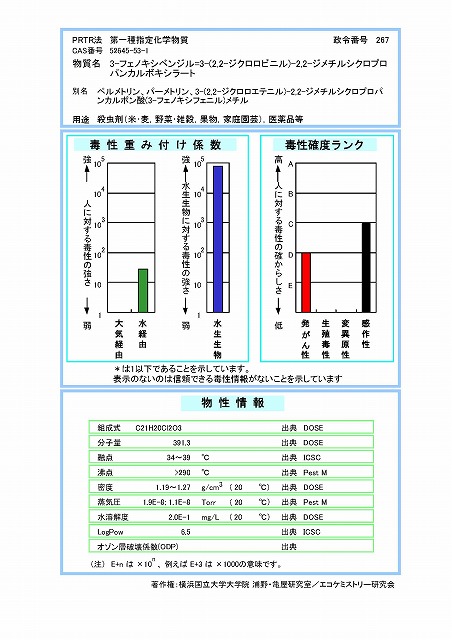 PRTR法 第一種指定化学物質 政令番号 267
CAS番号 52645-53-1
物質名 3-フェノキシベンジル=3-(2,2-ジクロロビニル)-2,2-ジメチルシクロプロ
パンカルボキシラート
別名 ペルメトリン、パーメトリン、3-(2,2-ジクロロエテニル)-2,2-ジメチルシクロプロパ
ンカルボン酸(3-フェノキシフェニル)メチル
用途 殺虫剤(米・麦，野菜・雑穀，果物，家庭園芸)，医薬品等
毒性重み付け係数
強
人に対する毒性の強さ
弱
10^5
10^4
10^3
10^2
10
1
大気経由
水経由
強
水生生物に対する毒性の強さ
弱
10^5
10^4
10^3
10^2
10
1
水生生物
毒性確度ランク
高
人に対する毒性の確からしさ
低
A
B
C
D
E
発がん性
生殖毒性
変異原性
感作性
＊は1以下であることを示しています。
表示のないのは信頼できる毒性情報がないことを示しています
物性情報
組成式 C21H20Cl2O3 出典 DOSE
分子量 391.3 出典 DOSE
融点 34～39 ℃ 出典 ICSC
沸点 >290 ℃ 出典 Pest M
密度 1.19～1.27 g/cm3 (20 ℃) 出典 DOSE
蒸気圧 1.9E-8; 1.1E-8 Torr (20 ℃) 出典 Pest M
水溶解度 2.0E-1 mg/L (20 ℃) 出典 DOSE
LogPow 6.5 出典 ICSC
オゾン層破壊係数(ODP) 出典
(注) E+n は ×10^n 、例えば E+3 は ×1000の意味です。
著作権：横浜国立大学大学院 浦野・亀屋研究室／エコケミストリー研究会